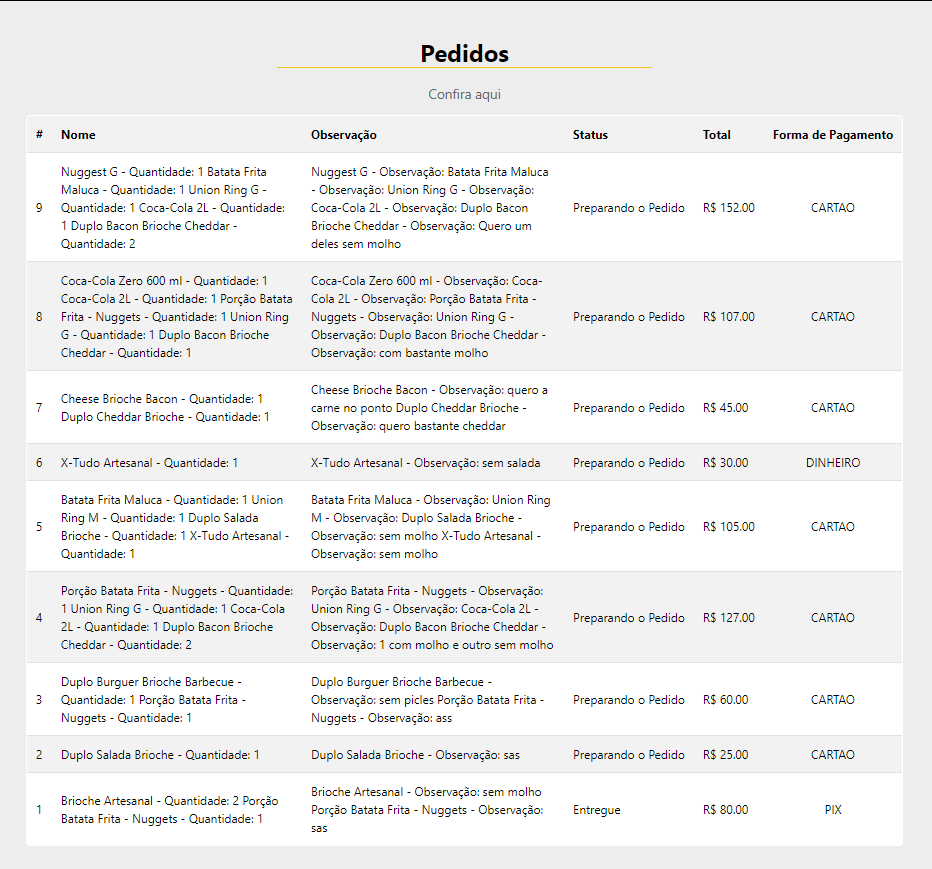 Pedidos
Confira aqui
# Nome Observação Status Total Forma de Pagamento
9
Nuggest G - Quantidade: 1 Batata Frita
Maluca - Quantidade: 1 Union Ring G -
Quantidade: 1 Coca-Cola 2L - Quantidade:
1 Duplo Bacon Brioche Cheddar -
Quantidade: 2
Nuggest G - Observação: Batata Frita Maluca
- Observação: Union Ring G - Observação:
Coca-Cola 2L - Observação: Duplo Bacon
Brioche Cheddar - Observação: Quero um
deles sem molho
Preparando o Pedido
R$ 152.00
CARTAO
8
Coca-Cola Zero 600 ml - Quantidade: 1
Coca-Cola 2L - Quantidade: 1 Porção Batata
Frita - Nuggets - Quantidade: 1 Union Ring
G - Quantidade: 1 Duplo Bacon Brioche
Cheddar - Quantidade: 1
Coca-Cola Zero 600 ml - Observação: Coca-
Cola 2L - Observação: Porção Batata Frita -
Nuggets - Observação: Union Ring G -
Observação: Duplo Bacon Brioche Cheddar -
Observação: com bastante molho
Preparando o Pedido
R$ 107.00
CARTAO
7
Cheese Brioche Bacon - Quantidade: 1
Duplo Cheddar Brioche - Quantidade: 1
Cheese Brioche Bacon - Observação: quero a
carne no ponto Duplo Cheddar Brioche -
Observação: quero bastante cheddar
Preparando o Pedido
R$ 45.00
CARTAO
6
X-Tudo Artesanal - Quantidade: 1
X-Tudo Artesanal - Observação: sem salada
Preparando o Pedido
R$ 30.00
DINHEIRO
5
Batata Frita Maluca - Quantidade: 1 Union
Ring M - Quantidade: 1 Duplo Salada
Brioche - Quantidade: 1 X-Tudo Artesanal -
Quantidade: 1
Batata Frita Maluca - Observação: Union Ring
M - Observação: Duplo Salada Brioche -
Observação: sem molho X-Tudo Artesanal -
Observação: sem molho
Preparando o Pedido
R$ 105.00
CARTAO
4
Porção Batata Frita - Nuggets - Quantidade:
1 Union Ring G - Quantidade: 1 Coca-Cola
2L - Quantidade: 1 Duplo Bacon Brioche
Cheddar - Quantidade: 2
Porção Batata Frita - Nuggets - Observação:
Union Ring G - Observação: Coca-Cola 2L -
Observação: Duplo Bacon Brioche Cheddar -
Observação: 1 com molho e outro sem molho
Preparando o Pedido
R$ 127.00
CARTAO
3
Duplo Burguer Brioche Barbecue -
Quantidade: 1 Porção Batata Frita -
Nuggets - Quantidade: 1
Duplo Burguer Brioche Barbecue -
Observação: sem picles Porção Batata Frita -
Nuggets - Observação: ass
Preparando o Pedido
R$ 60.00
CARTAO
2
Duplo Salada Brioche - Quantidade: 1
Duplo Salada Brioche - Observação: sas
Preparando o Pedido
R$ 25.00
CARTAO
1
Brioche Artesanal - Quantidade: 2 Porção
Batata Frita - Nuggets - Quantidade: 1
Brioche Artesanal - Observação: sem molho
Porção Batata Frita - Nuggets - Observação:
sas
Entregue
R$ 80.00
PIX